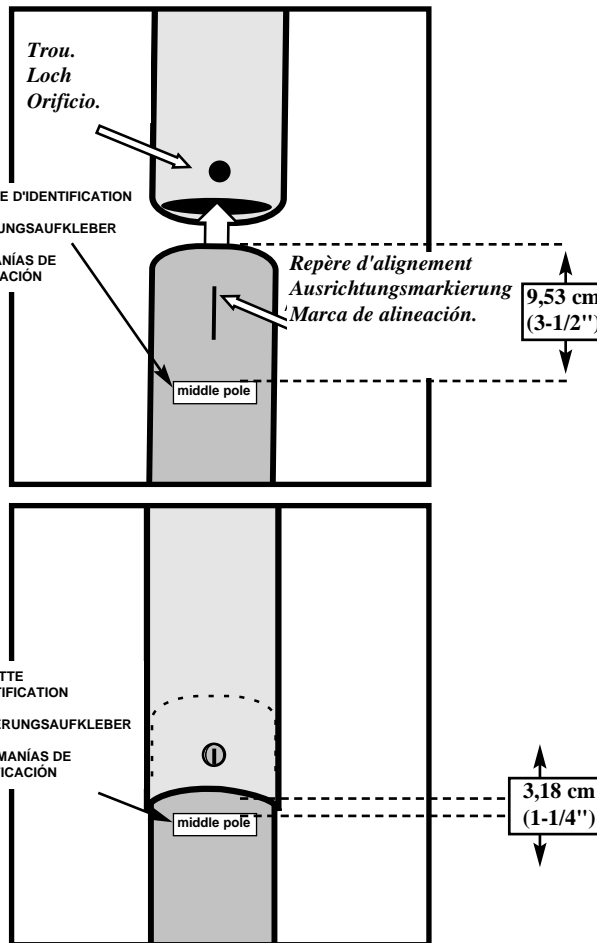 Trou.
Loch
Orificio.
E D'IDENTIFICATION
UNGSAUFKLEBER
ANÍAS DE
ACIÓN
Repère d'alignement
Ausrichtungsmarkierung
Marca de alineación.
9,53 cm
(3-1/2")
middle pole
TTE
TIFICATION
ERUNGSAUFKLEBER
MANÍAS DE
ICACIÓN
middle pole
3,18 cm
(1-1/4")